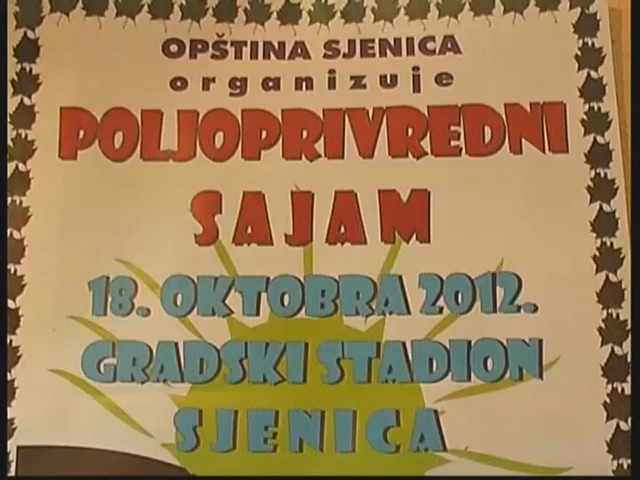 OPŠTINA SJENICA
organizuje
POLJOPRIVREDNI
SAJAM
18. OKTOBRA 2012.
GRADSKI STADION
SJENICA